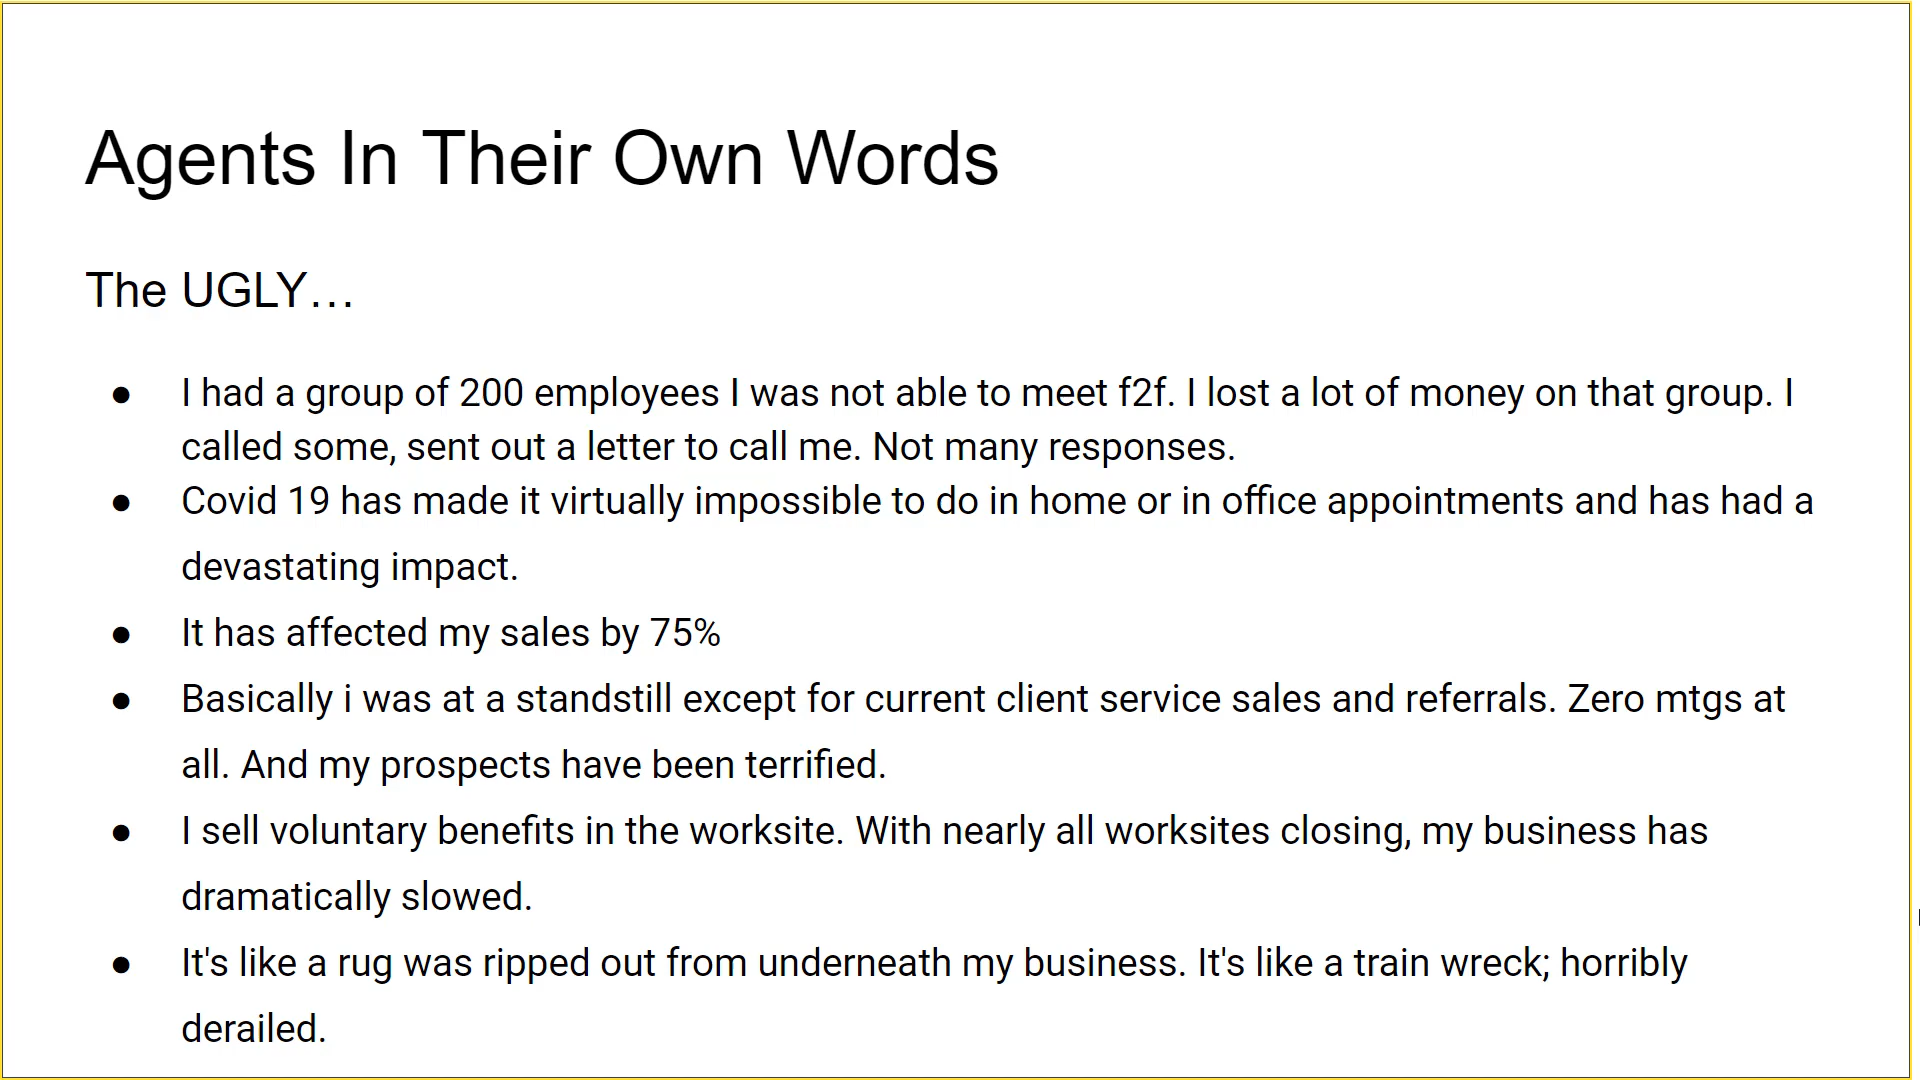 Agents In Their Own Words
The UGLY…
● I had a group of 200 employees I was not able to meet f2f. I lost a lot of money on that group. I
called some, sent out a letter to call me. Not many responses.
● Covid 19 has made it virtually impossible to do in home or in office appointments and has had a
devastating impact.
● It has affected my sales by 75%
● Basically i was at a standstill except for current client service sales and referrals. Zero mtgs at
all. And my prospects have been terrified.
● I sell voluntary benefits in the worksite. With nearly all worksites closing, my business has
dramatically slowed.
● It's like a rug was ripped out from underneath my business. It's like a train wreck; horribly
derailed.